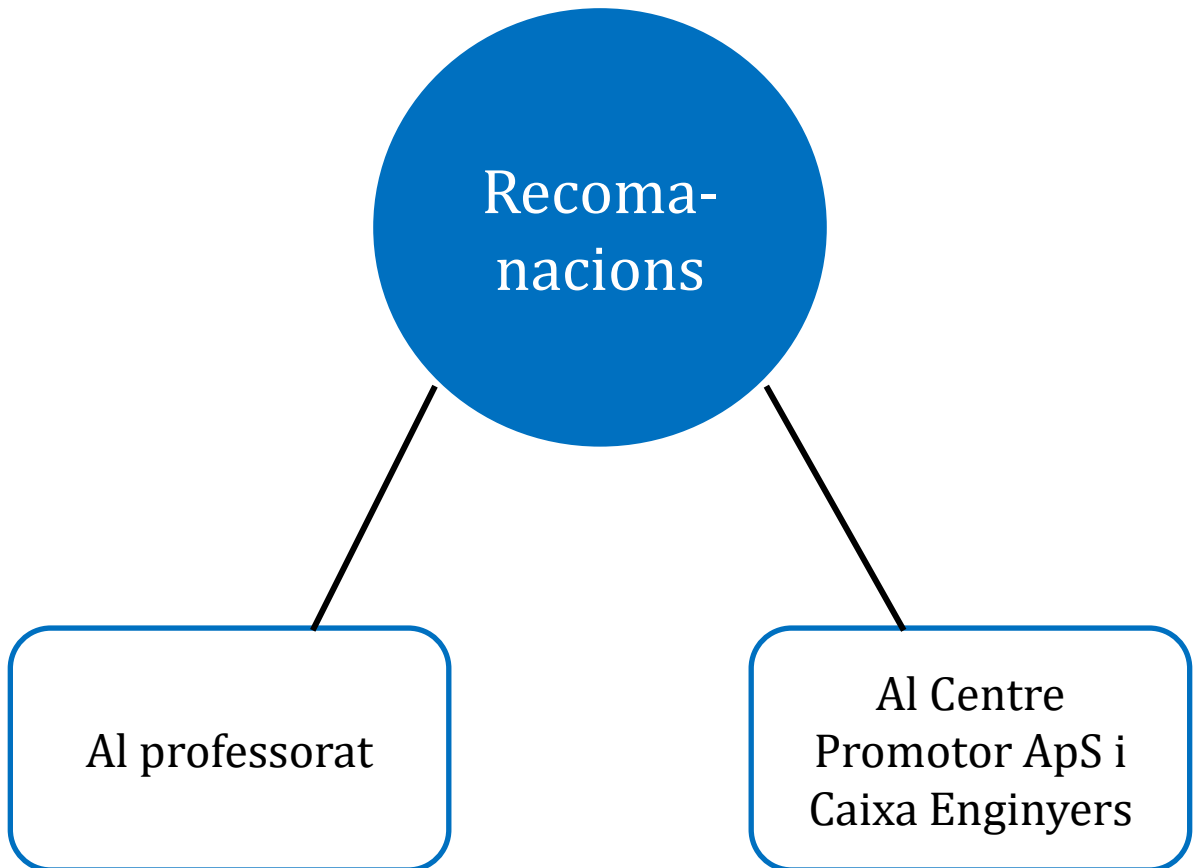 Recoma-
nacions
Al professorat
Al Centre
Promotor ApS i
Caixa Enginyers